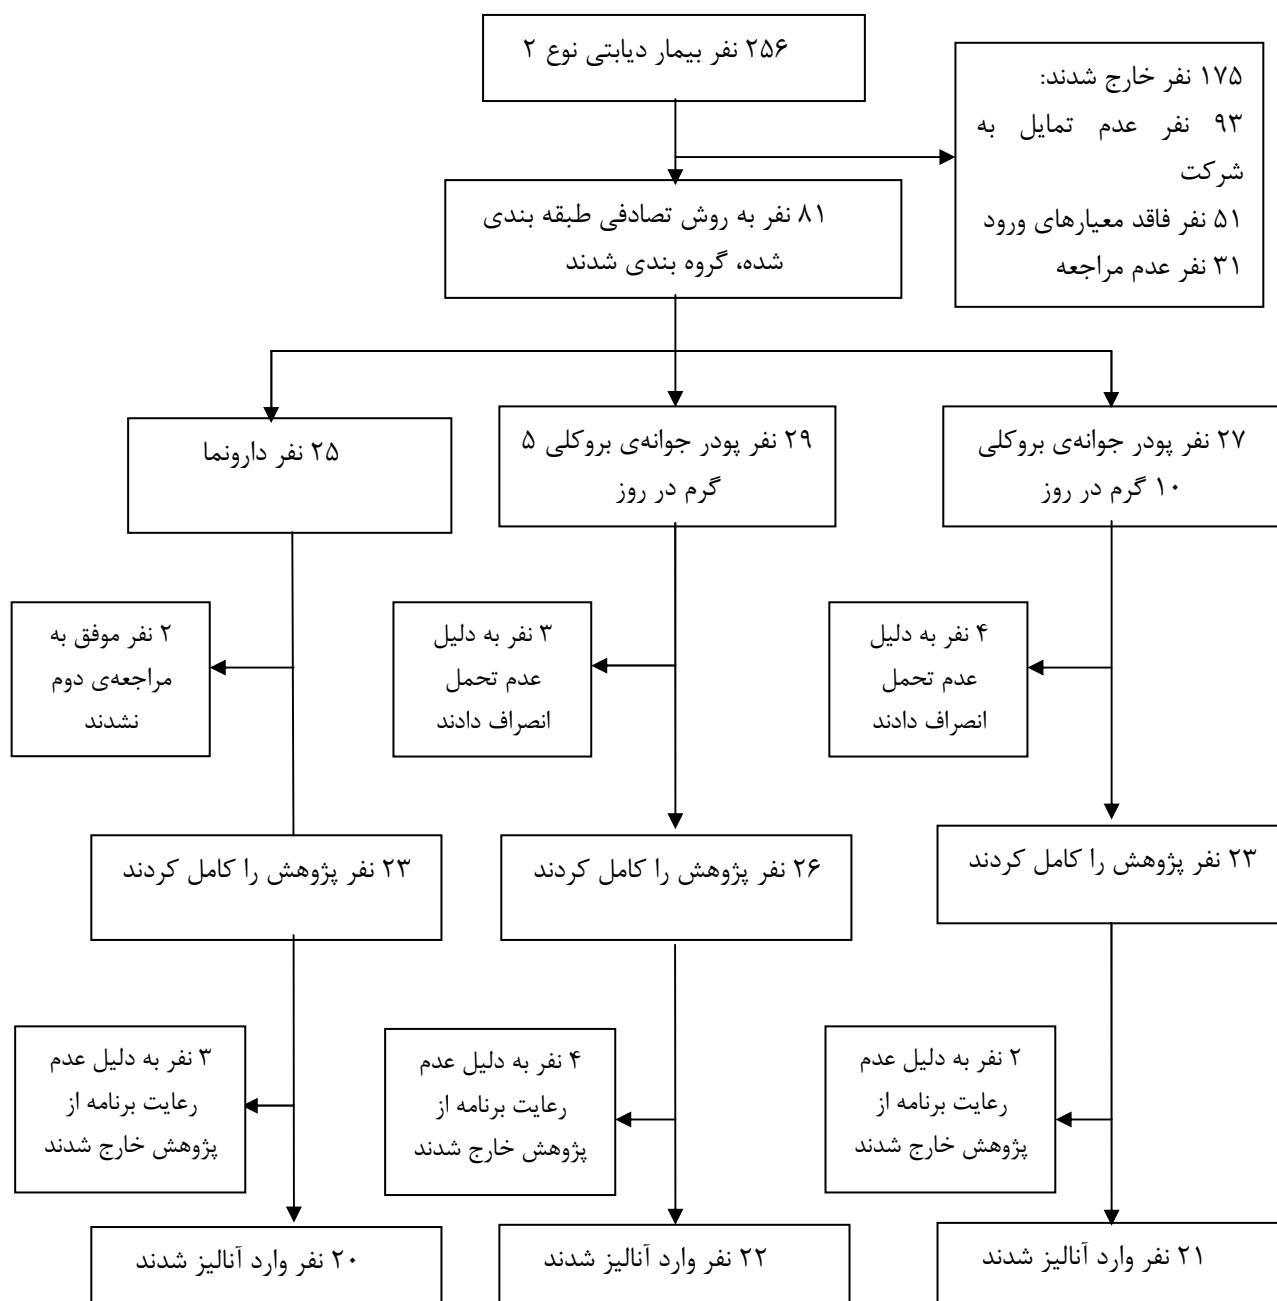 ۲۵۶ نفر بیمار دیابتی نوع ۲
۱۷۵ نفر خارج شدند:
۹۳ نفر عدم تمایل به
شرکت
۵۱ نفر فاقد معیارهای ورود
۳۱ نفر عدم مراجعه
۸۱ نفر به روش تصادفی طبقه بندی
شده، گروه بندی شدند
۲۷ نفر پودر جوانه‌ی بروکلی
۱۰ گرم در روز
۲۹ نفر پودر جوانه‌ی بروکلی ۵
گرم در روز
۲۵ نفر دارونما
۴ نفر به دلیل
عدم تحمل
انصراف دادند
۳ نفر به دلیل
عدم تحمل
انصراف دادند
۲ نفر موفق به
مراجعه‌ی دوم
نشدند
۲۳ نفر پژوهش را کامل کردند
۲۶ نفر پژوهش را کامل کردند
۲۳ نفر پژوهش را کامل کردند
۲ نفر به دلیل عدم
رعایت برنامه از
پژوهش خارج شدند
۴ نفر به دلیل عدم
رعایت برنامه از
پژوهش خارج شدند
۳ نفر به دلیل عدم
رعایت برنامه از
پژوهش خارج شدند
۲۱ نفر وارد آنالیز شدند
۲۲ نفر وارد آنالیز شدند
۲۰ نفر وارد آنالیز شدند